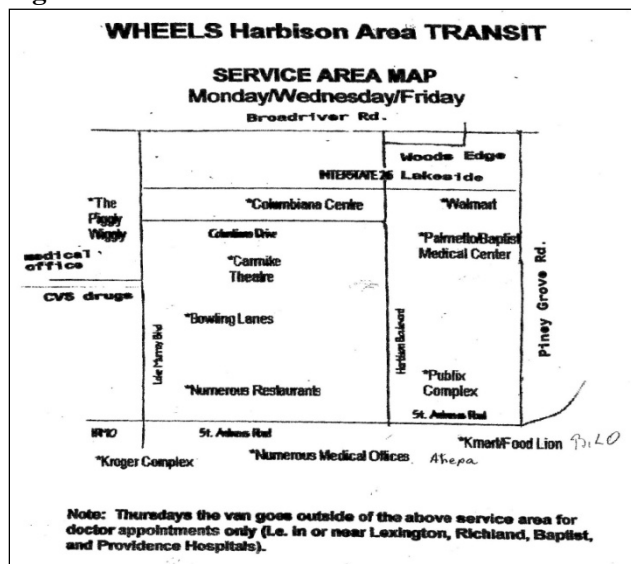 WHEELS Harbison Area TRANSIT
SERVICE AREA MAP
Monday/Wednesday/Friday
Broadriver Rd.
Woods Edge
INTERSTATE 26 Lakeside
*The
Piggly
Wiggly
*Columbiana Centre
*Walmart
Columbiana Drive
*Palmetto/Baptist
Medical Center
medical
office
*Carmike
Theatre
CVS drugs
*Bowling Lanes
Lake Murray Blvd
Harbison Boulevard
Piney Grove Rd.
*Numerous Restaurants
*Publix
Complex
IRMO
St. Andrews Road
St. Andrews Road
*Kroger Complex
*Numerous Medical Offices
Ahepa
*Kmart/Food Lion
BiLO
Note: Thursdays the van goes outside of the above service area for
doctor appointments only (i.e. in or near Lexington, Richland, Baptist,
and Providence Hospitals).